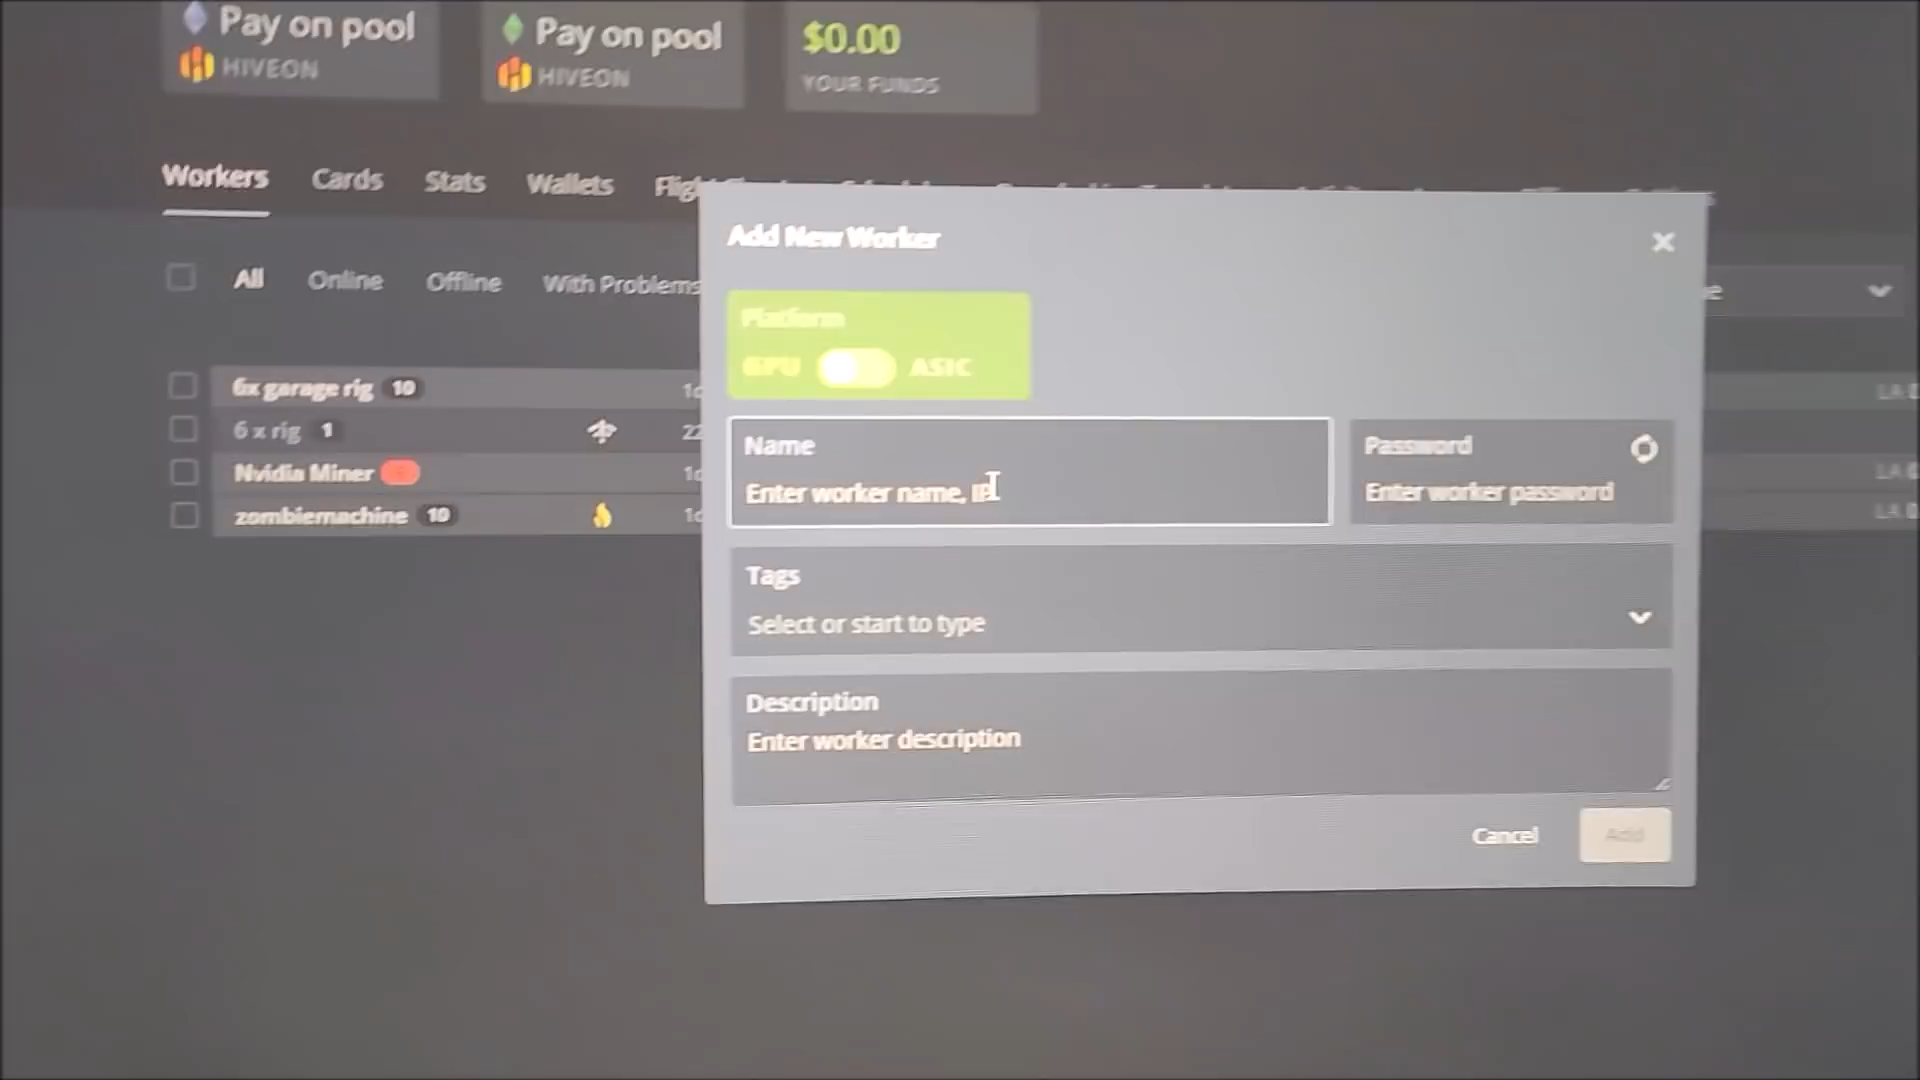 Pay on pool
HIVEON
Pay on pool
HIVEON
$0.00
YOUR FUNDS
Workers
Cards
Stats
Wallets
All
Online
Offline
With Problems
6x garage rig 10
6 x rig 1
Nvidia Miner
zombiemachine 10
Add New Worker
Platform
GPU
ASIC
Name
Enter worker name, IP
Password
Enter worker password
Tags
Select or start to type
Description
Enter worker description
Cancel
Add